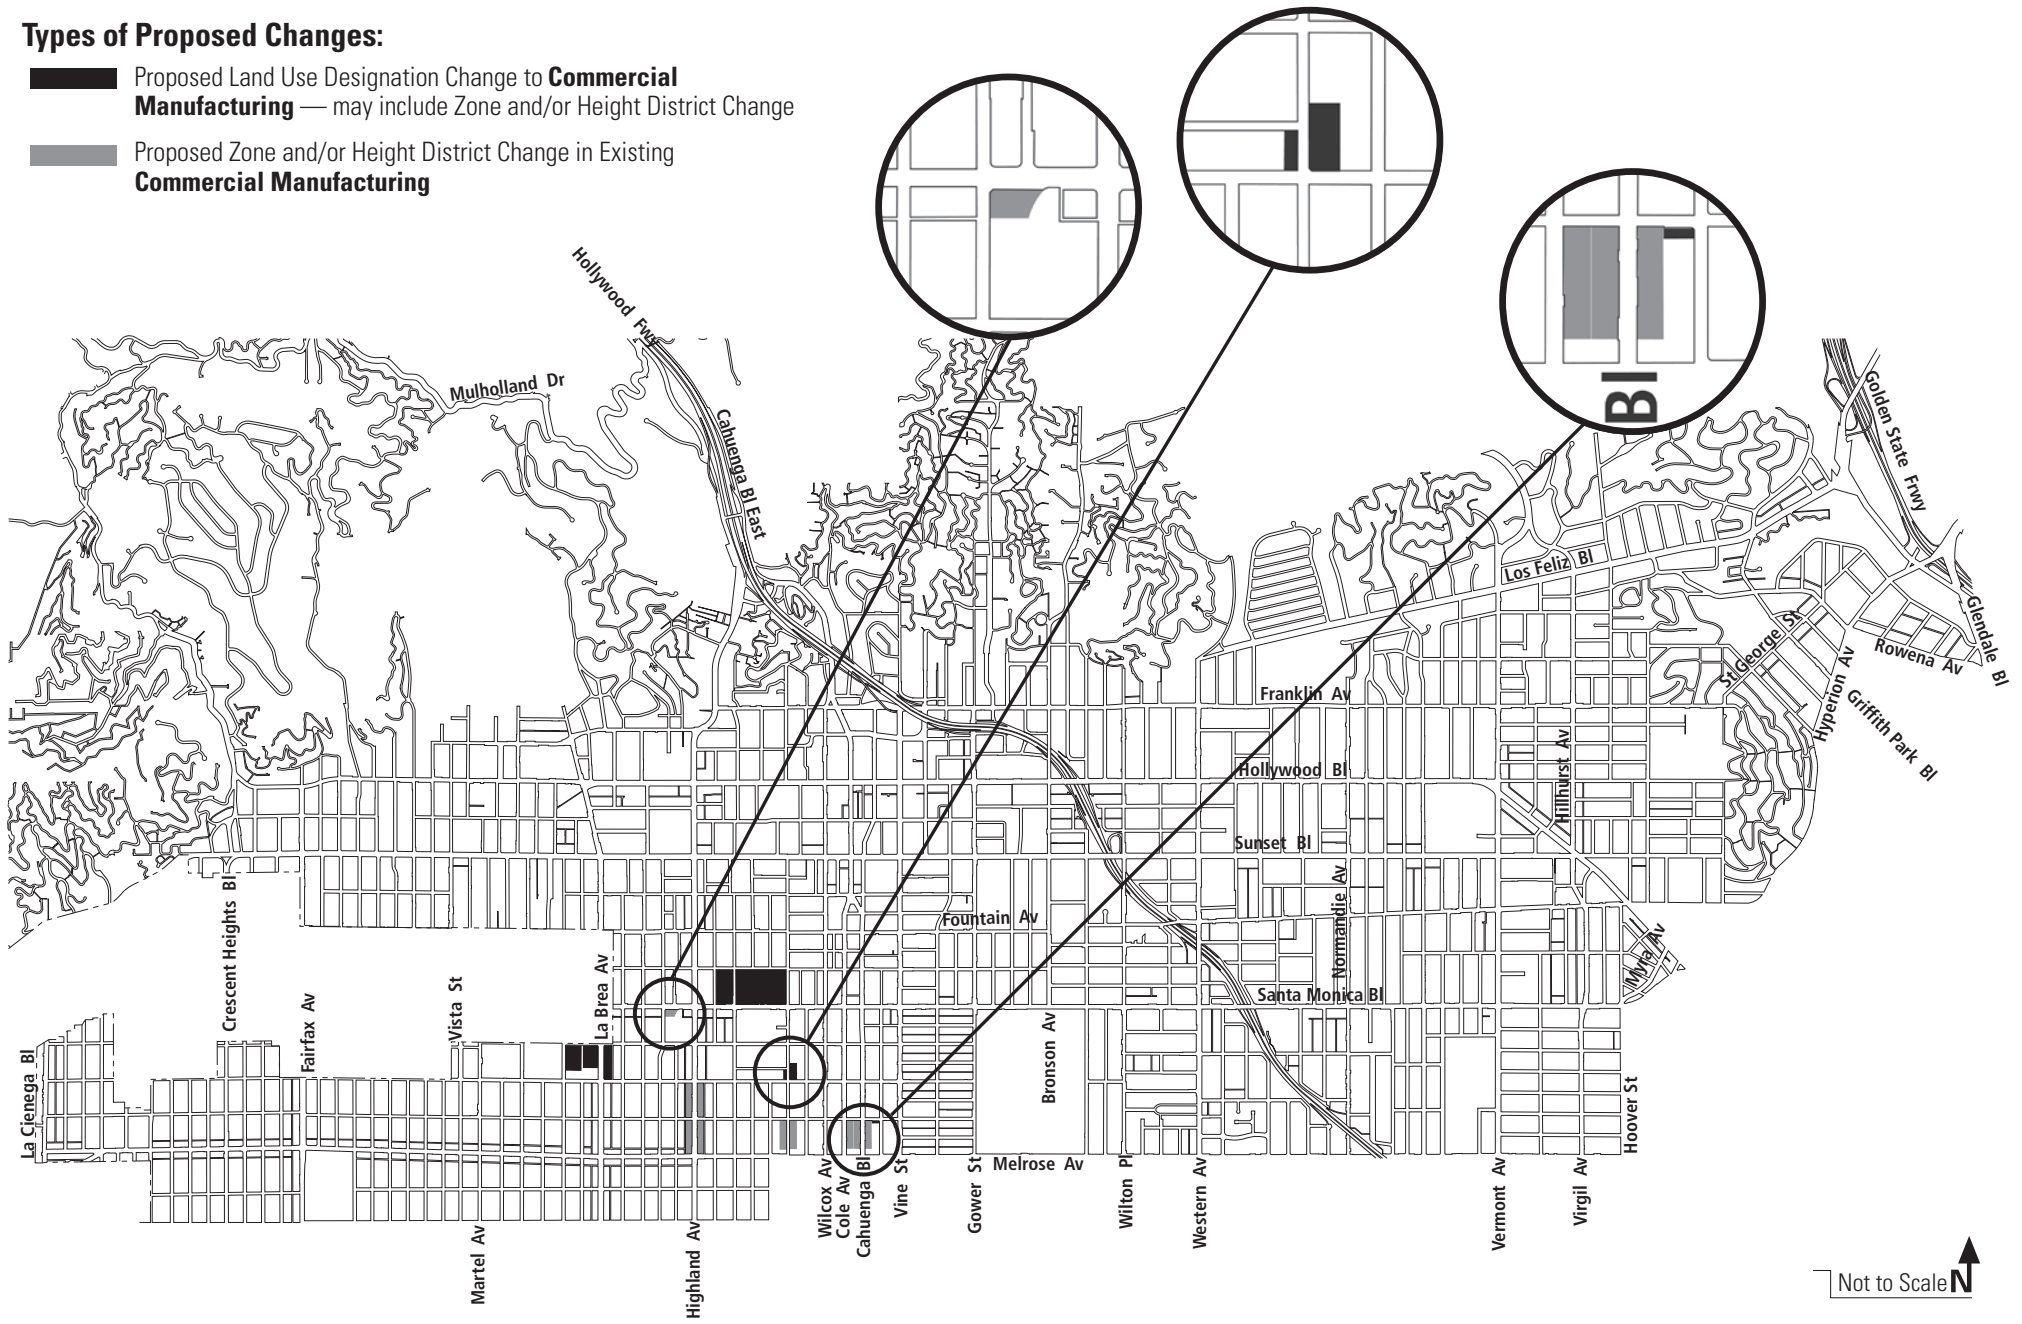 Types of Proposed Changes:
Proposed Land Use Designation Change to Commercial
Manufacturing — may include Zone and/or Height District Change
Proposed Zone and/or Height District Change in Existing
Commercial Manufacturing
Bl
Hollywood Fwy
Mulholland Dr
Cahuenga Bl East
Golden State Frwy
Los Feliz Bl
Glendale Bl
St George St
Rowena Av
Hyperion Av
Griffith Park Bl
Franklin Av
Hollywood Bl
Hillhurst Av
Sunset Bl
Normandie Av
Fountain Av
Crescent Heights Bl
Myra Av
La Brea Av
Vista St
Fairfax Av
Santa Monica Bl
La Cienega Bl
Bronson Av
Hoover St
Melrose Av
Wilcox Av
Cole Av
Cahuenga Bl
Vine St
Gower St
Wilton Pl
Western Av
Vermont Av
Virgil Av
Martel Av
Highland Av
Not to Scale N